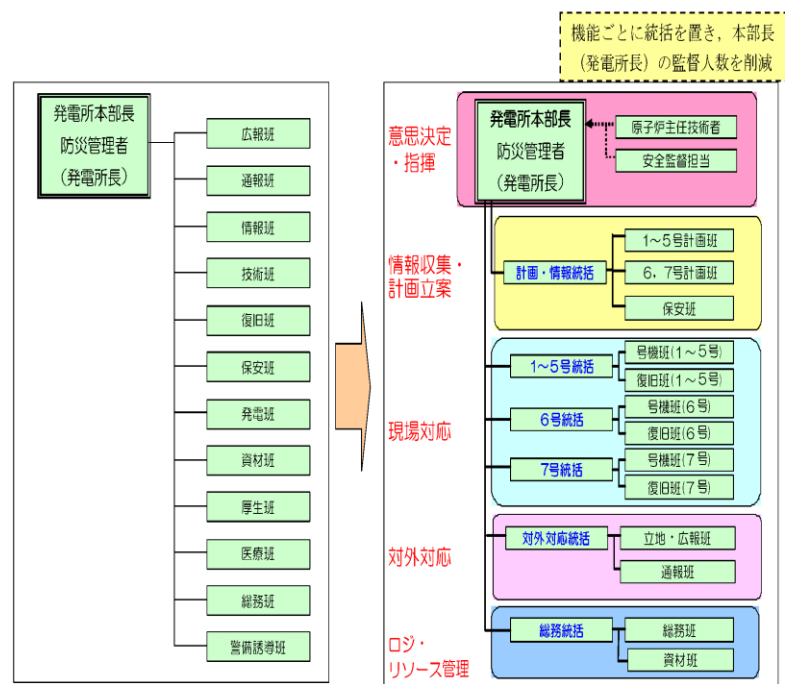 機能ごとに統括を置き，本部長
（発電所長）の監督人数を削減
発電所本部長
防災管理者
（発電所長）
広報班
通報班
情報班
技術班
復旧班
保安班
発電班
資材班
厚生班
医療班
総務班
警備誘導班
意思決定
・指揮
発電所本部長
防災管理者
（発電所長）
原子炉主任技術者
安全監督担当
情報収集・
計画立案
計画・情報統括
1～5号計画班
6，7号計画班
保安班
現場対応
1～5号統括
号機班(1～5号)
復旧班(1～5号)
6号統括
号機班(6号)
復旧班(6号)
7号統括
号機班(7号)
復旧班(7号)
対外対応
対外対応統括
立地・広報班
通報班
ロジ・
リソース管理
総務統括
総務班
資材班